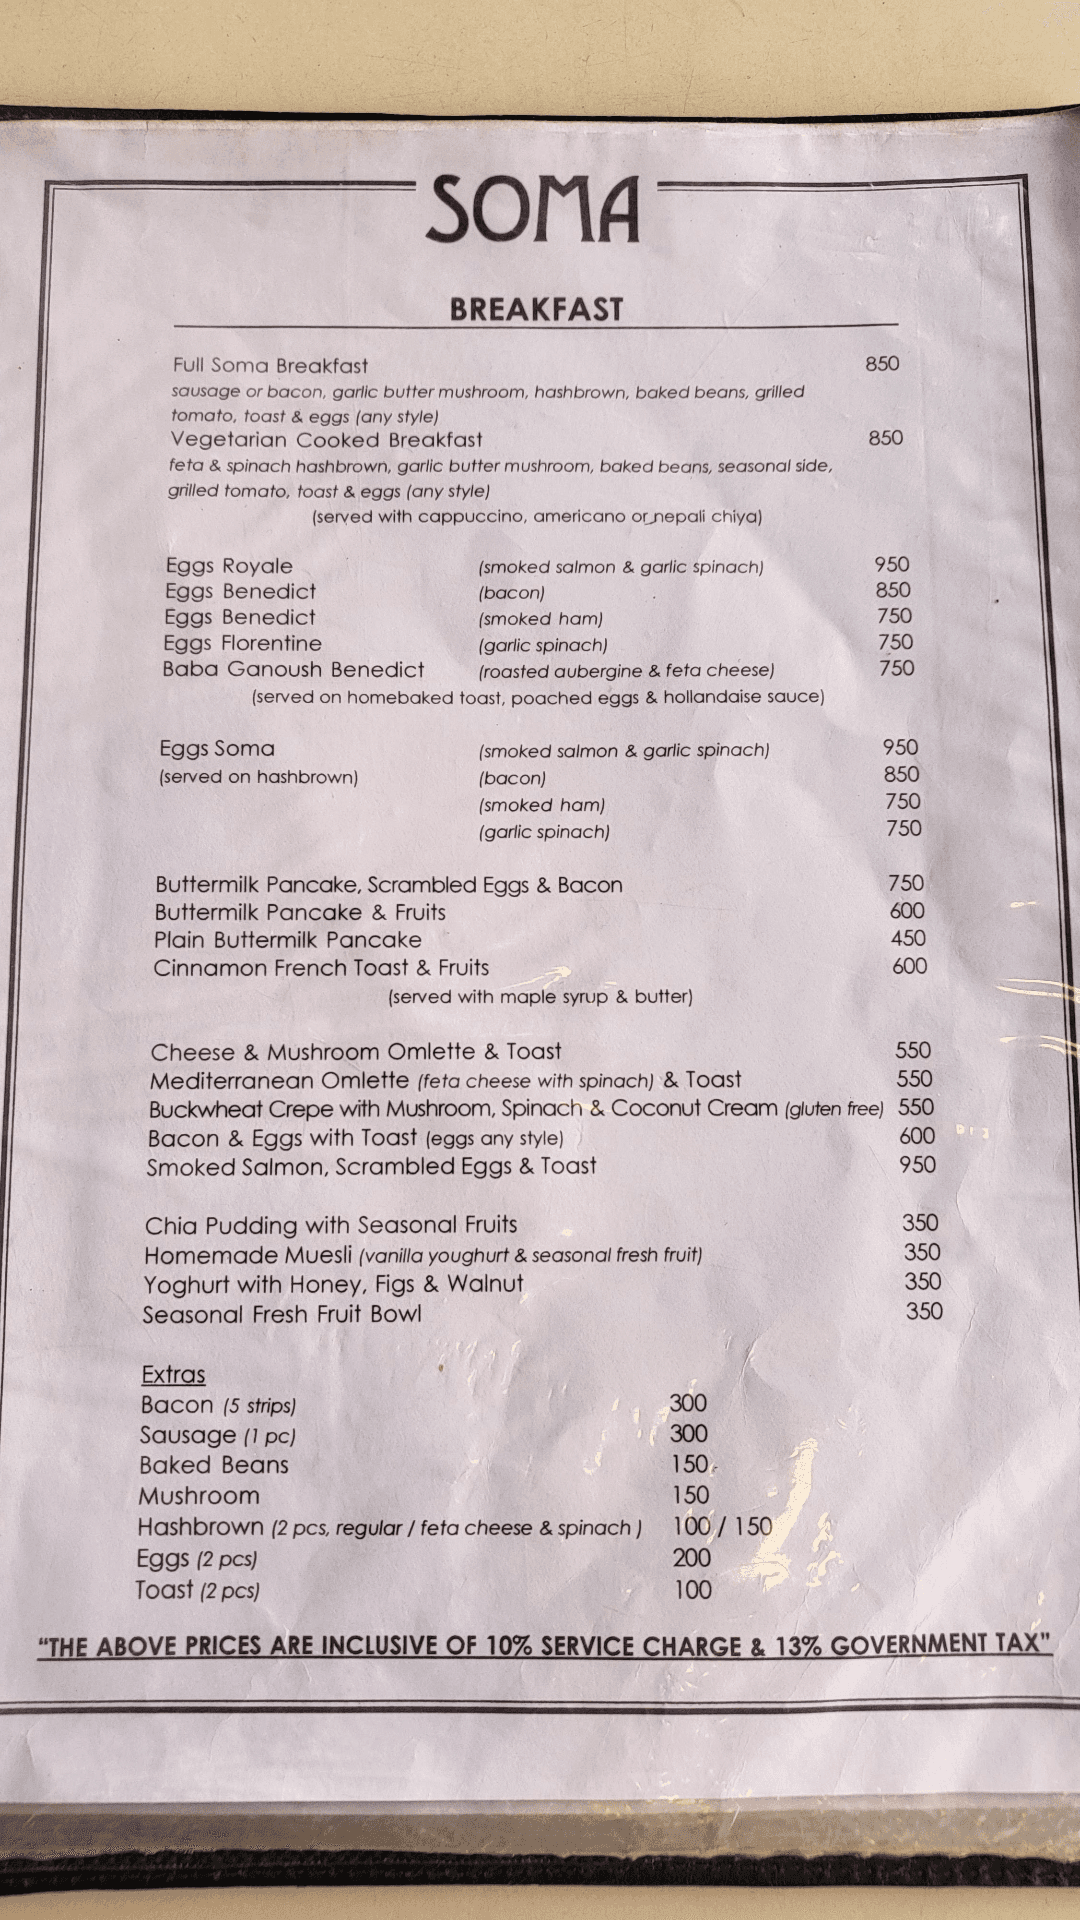 SOMA
BREAKFAST
Full Soma Breakfast 850
sausage or bacon, garlic butter mushroom, hashbrown, baked beans, grilled
tomato, toast & eggs (any style)
Vegetarian Cooked Breakfast 850
feta & spinach hashbrown, garlic butter mushroom, baked beans, seasonal side,
grilled tomato, toast & eggs (any style)
(served with cappuccino, americano or nepali chiya)
Eggs Royale (smoked salmon & garlic spinach) 950
Eggs Benedict (bacon) 850
Eggs Benedict (smoked ham) 750
Eggs Florentine (garlic spinach) 750
Baba Ganoush Benedict (roasted aubergine & feta cheese) 750
(served on homebaked toast, poached eggs & hollandaise sauce)
Eggs Soma (smoked salmon & garlic spinach) 950
(served on hashbrown) (bacon) 850
(smoked ham) 750
(garlic spinach) 750
Buttermilk Pancake, Scrambled Eggs & Bacon 750
Buttermilk Pancake & Fruits 600
Plain Buttermilk Pancake 450
Cinnamon French Toast & Fruits 600
(served with maple syrup & butter)
Cheese & Mushroom Omlette & Toast 550
Mediterranean Omlette (feta cheese with spinach) & Toast 550
Buckwheat Crepe with Mushroom, Spinach & Coconut Cream (gluten free) 550
Bacon & Eggs with Toast (eggs any style) 600
Smoked Salmon, Scrambled Eggs & Toast 950
Chia Pudding with Seasonal Fruits 350
Homemade Muesli (vanilla youghurt & seasonal fresh fruit) 350
Yoghurt with Honey, Figs & Walnut 350
Seasonal Fresh Fruit Bowl 350
Extras
Bacon (5 strips) 300
Sausage (1 pc) 300
Baked Beans 150
Mushroom 150
Hashbrown (2 pcs, regular / feta cheese & spinach ) 100 / 150
Eggs (2 pcs) 200
Toast (2 pcs) 100
"THE ABOVE PRICES ARE INCLUSIVE OF 10% SERVICE CHARGE & 13% GOVERNMENT TAX"